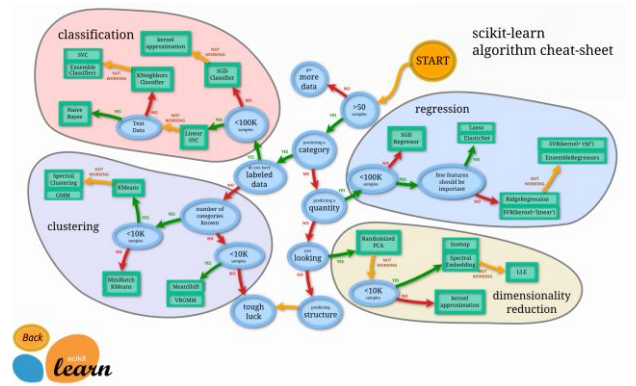 classification
kernel
approximation
SVC
Ensemble
Classifiers
KNeighbors
Classifier
SGD
Classifier
NOT
WORKING
NO
YES
Naive
Bayes
Text
Data
Linear
SVC
<100K
samples
scikit-learn
algorithm cheat-sheet
START
get
more
data
NO
>50
samples
YES
predicting a
category
YES
NO
do you have
labeled
data
YES
NO
predicting a
quantity
YES
NO
just
looking
YES
NO
predicting
structure
tough
luck
regression
SGD
Regressor
Lasso
ElasticNet
SVR(kernel='rbf')
EnsembleRegressors
<100K
samples
few features
should be
important
RidgeRegression
SVR(kernel='linear')
NOT
WORKING
YES
NO
clustering
Spectral
Clustering
GMM
KMeans
NOT
WORKING
number of
categories
known
YES
NO
<10K
samples
<10K
samples
MiniBatch
KMeans
MeanShift
VBGMM
dimensionality
reduction
Randomized
PCA
NOT
WORKING
Isomap
Spectral
Embedding
NOT
WORKING
LLE
<10K
samples
YES
NO
kernel
approximation
Back
scikit
learn